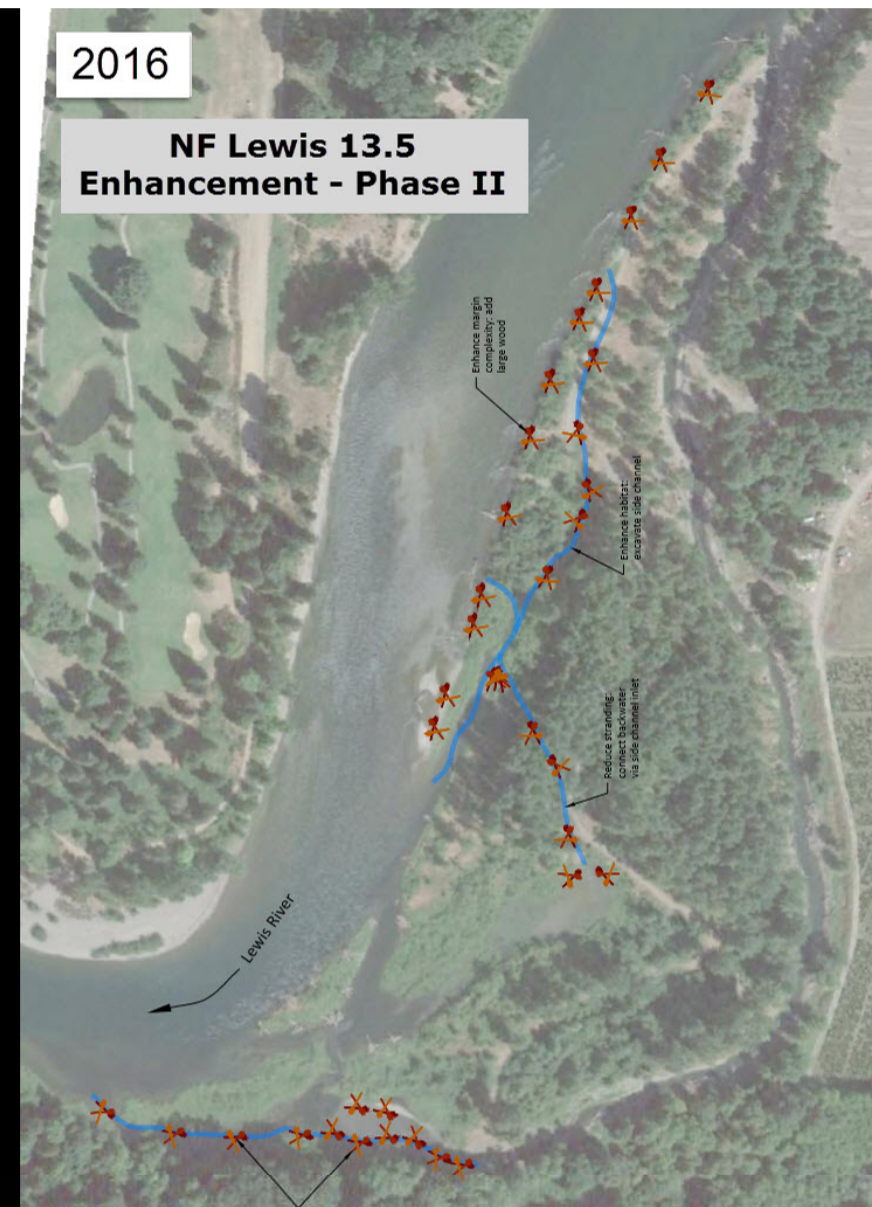 2016
NF Lewis 13.5
Enhancement - Phase II
Enhance margin
complexity: add
large wood
Enhance habitat:
excavate side channel
Reduce stranding:
connect backwater
via side channel inlet
Lewis River